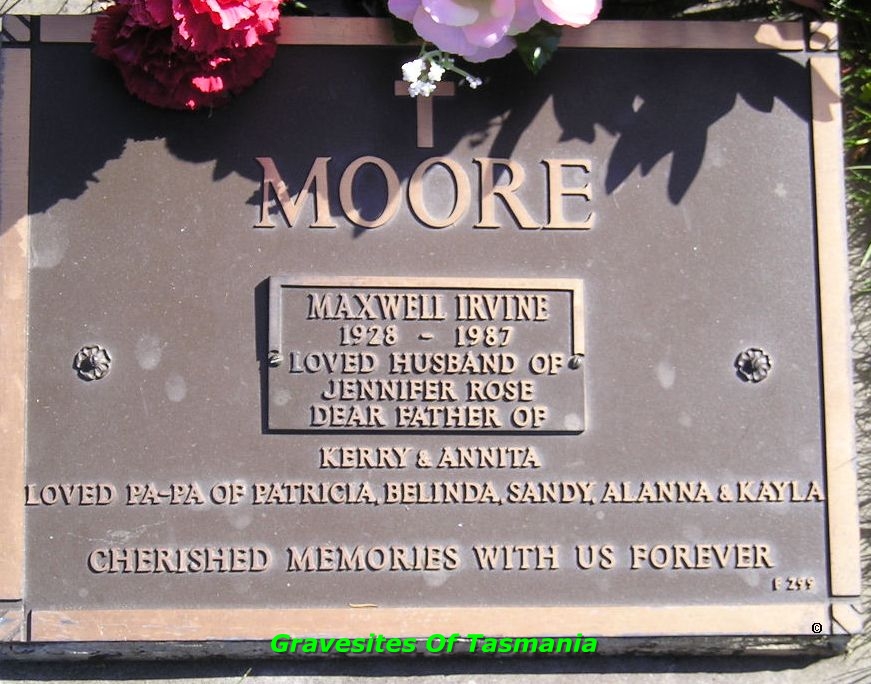 MOORE
MAXWELL IRVINE
1928 - 1987
LOVED HUSBAND OF
JENNIFER ROSE
DEAR FATHER OF
KERRY & ANNITA
LOVED PA-PA OF PATRICIA, BELINDA, SANDY, ALANNA & KAYLA
CHERISHED MEMORIES WITH US FOREVER
F 299
©
Gravesites Of Tasmania